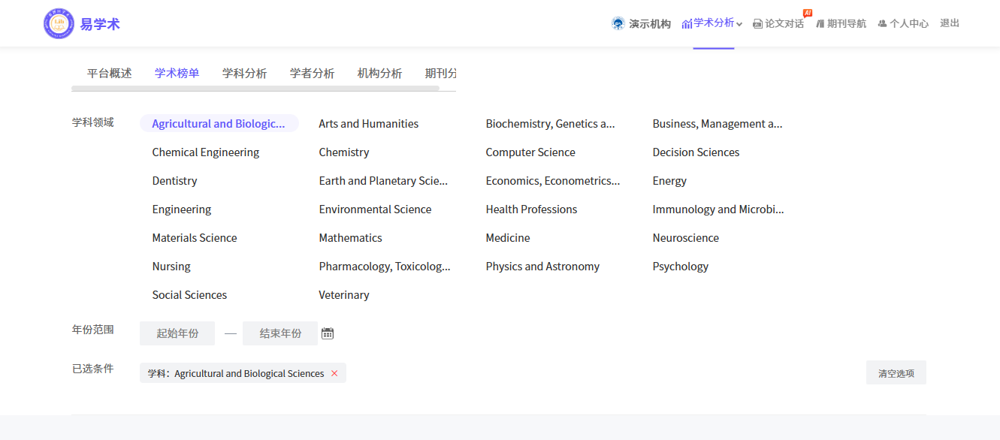 易学术
演示机构 学术分析 论文对话 AI 期刊导航 个人中心 退出
平台概述 学术榜单 学科分析 学者分析 机构分析 期刊分
学科领域 Agricultural and Biologic... Arts and Humanities Biochemistry, Genetics a... Business, Management a...
Chemical Engineering Chemistry Computer Science Decision Sciences
Dentistry Earth and Planetary Scie... Economics, Econometrics... Energy
Engineering Environmental Science Health Professions Immunology and Microbi...
Materials Science Mathematics Medicine Neuroscience
Nursing Pharmacology, Toxicolog... Physics and Astronomy Psychology
Social Sciences Veterinary
年份范围 起始年份 — 结束年份
已选条件 学科：Agricultural and Biological Sciences × 清空选项